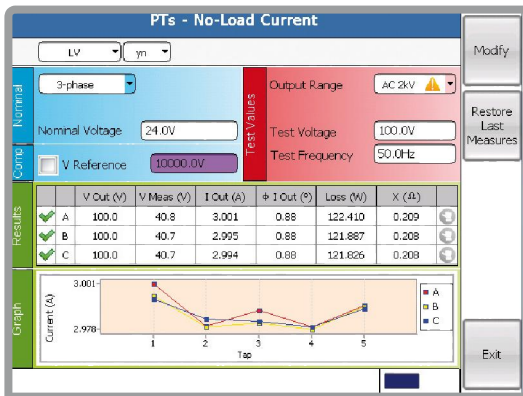 PTs - No-Load Current
LV yn
Modify
Nominal
3-phase
Nominal Voltage 24.0V
Test Values
Output Range AC 2kV
Test Voltage 100.0V
Test Frequency 50.0Hz
Restore
Last
Measures
Comp
V Reference 10000.0V
Results
V Out (V) V Meas (V) I Out (A) Φ I Out (º) Loss (W) X (Ω)
A 100.0 40.8 3.001 0.88 122.410 0.209
B 100.0 40.7 2.995 0.88 121.887 0.208
C 100.0 40.7 2.994 0.88 121.826 0.208
Graph
Current (A)
3.001
2.978
1 2 3 4 5
Tap
A
B
C
Exit